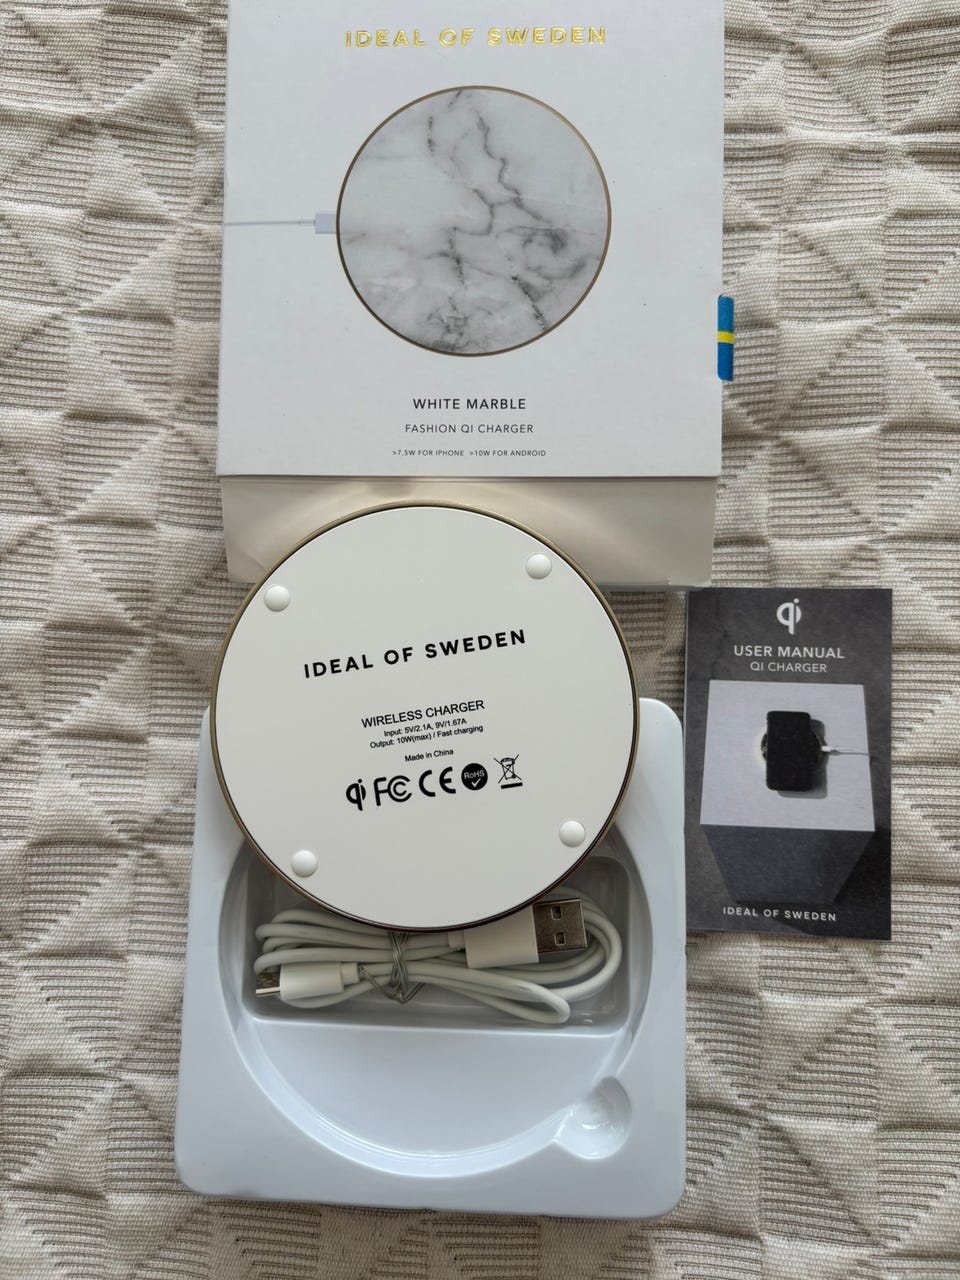 IDEAL OF SWEDEN
WHITE MARBLE
FASHION QI CHARGER
>7,5W FOR IPHONE >10W FOR ANDROID
IDEAL OF SWEDEN
WIRELESS CHARGER
Input: 5V/2.1A, 9V/1.67A
Output: 10W(max) / Fast charging
Made in China
qi FC CE RoHS
qi
USER MANUAL
QI CHARGER
IDEAL OF SWEDEN